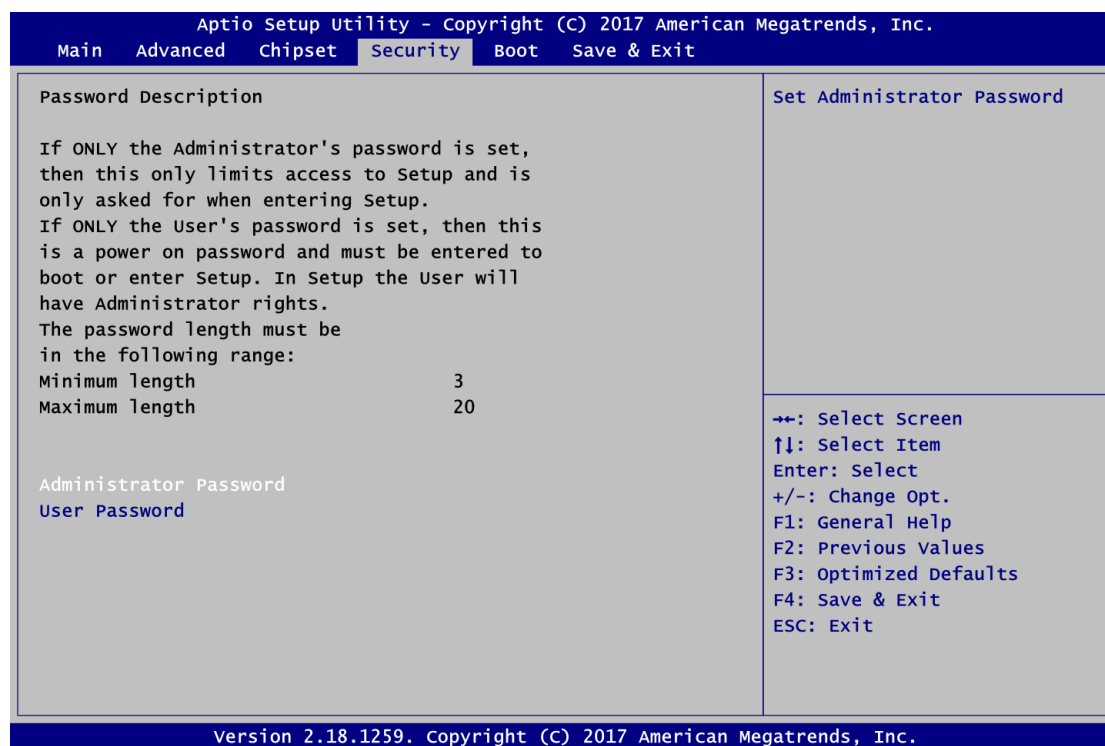 Aptio Setup Utility – Copyright (C) 2017 American Megatrends, Inc.
Main Advanced Chipset Security Boot Save & Exit
Password Description
If ONLY the Administrator's password is set,
then this only limits access to Setup and is
only asked for when entering Setup.
If ONLY the User's password is set, then this
is a power on password and must be entered to
boot or enter Setup. In Setup the User will
have Administrator rights.
The password length must be
in the following range:
Minimum length 3
Maximum length 20
Administrator Password
User Password
Set Administrator Password
→←: Select Screen
↑↓: Select Item
Enter: Select
+/-: Change Opt.
F1: General Help
F2: Previous Values
F3: Optimized Defaults
F4: Save & Exit
ESC: Exit
Version 2.18.1259. Copyright (C) 2017 American Megatrends, Inc.